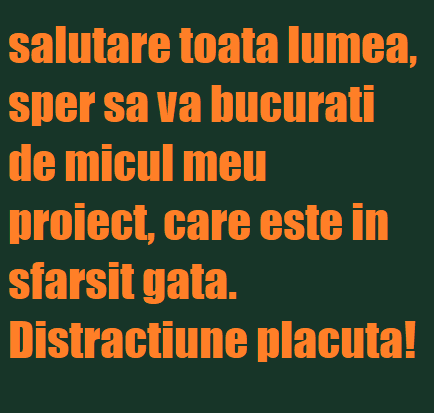 salutare toata lumea,
sper sa va bucurati
de micul meu
proiect, care este in
sfarsit gata.
Distractiune placuta!